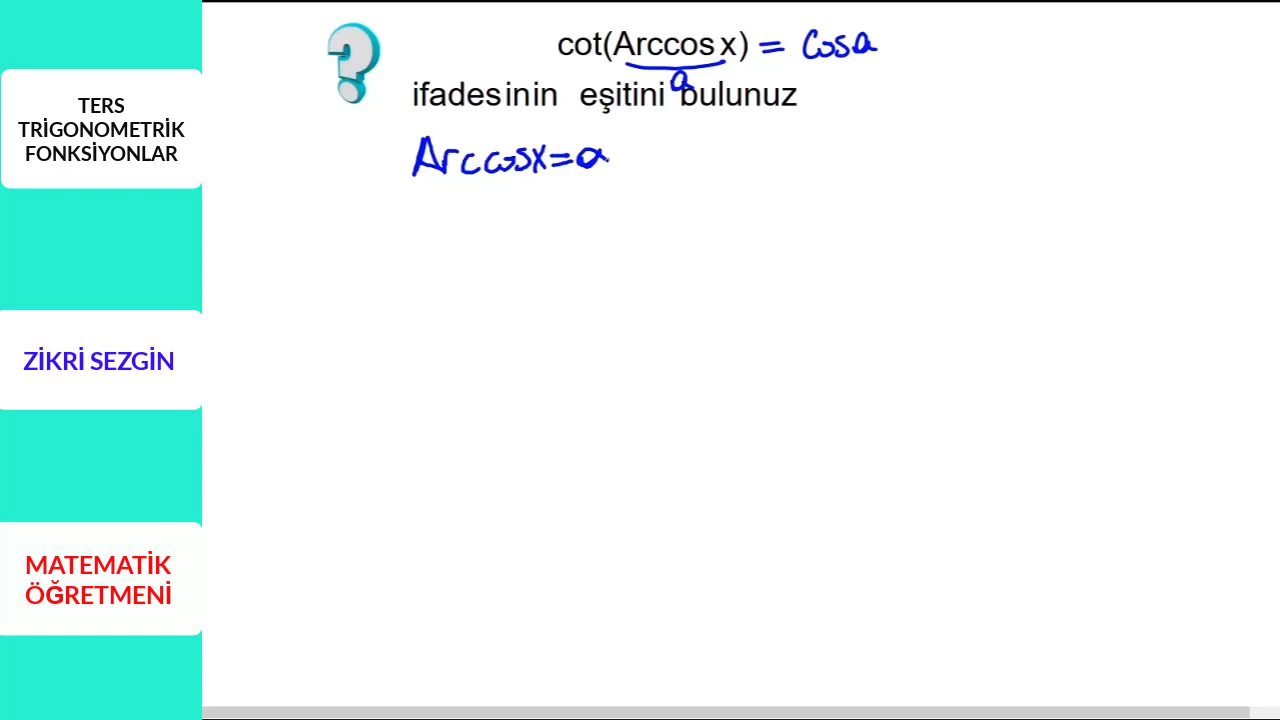 TERS
TRİGONOMETRİK
FONKSİYONLAR
ZİKRİ SEZGİN
MATEMATİK
ÖĞRETMENİ
cot(Arccos x) = Cosa
a
ifadesinin eşitini bulunuz
Arccosx=a